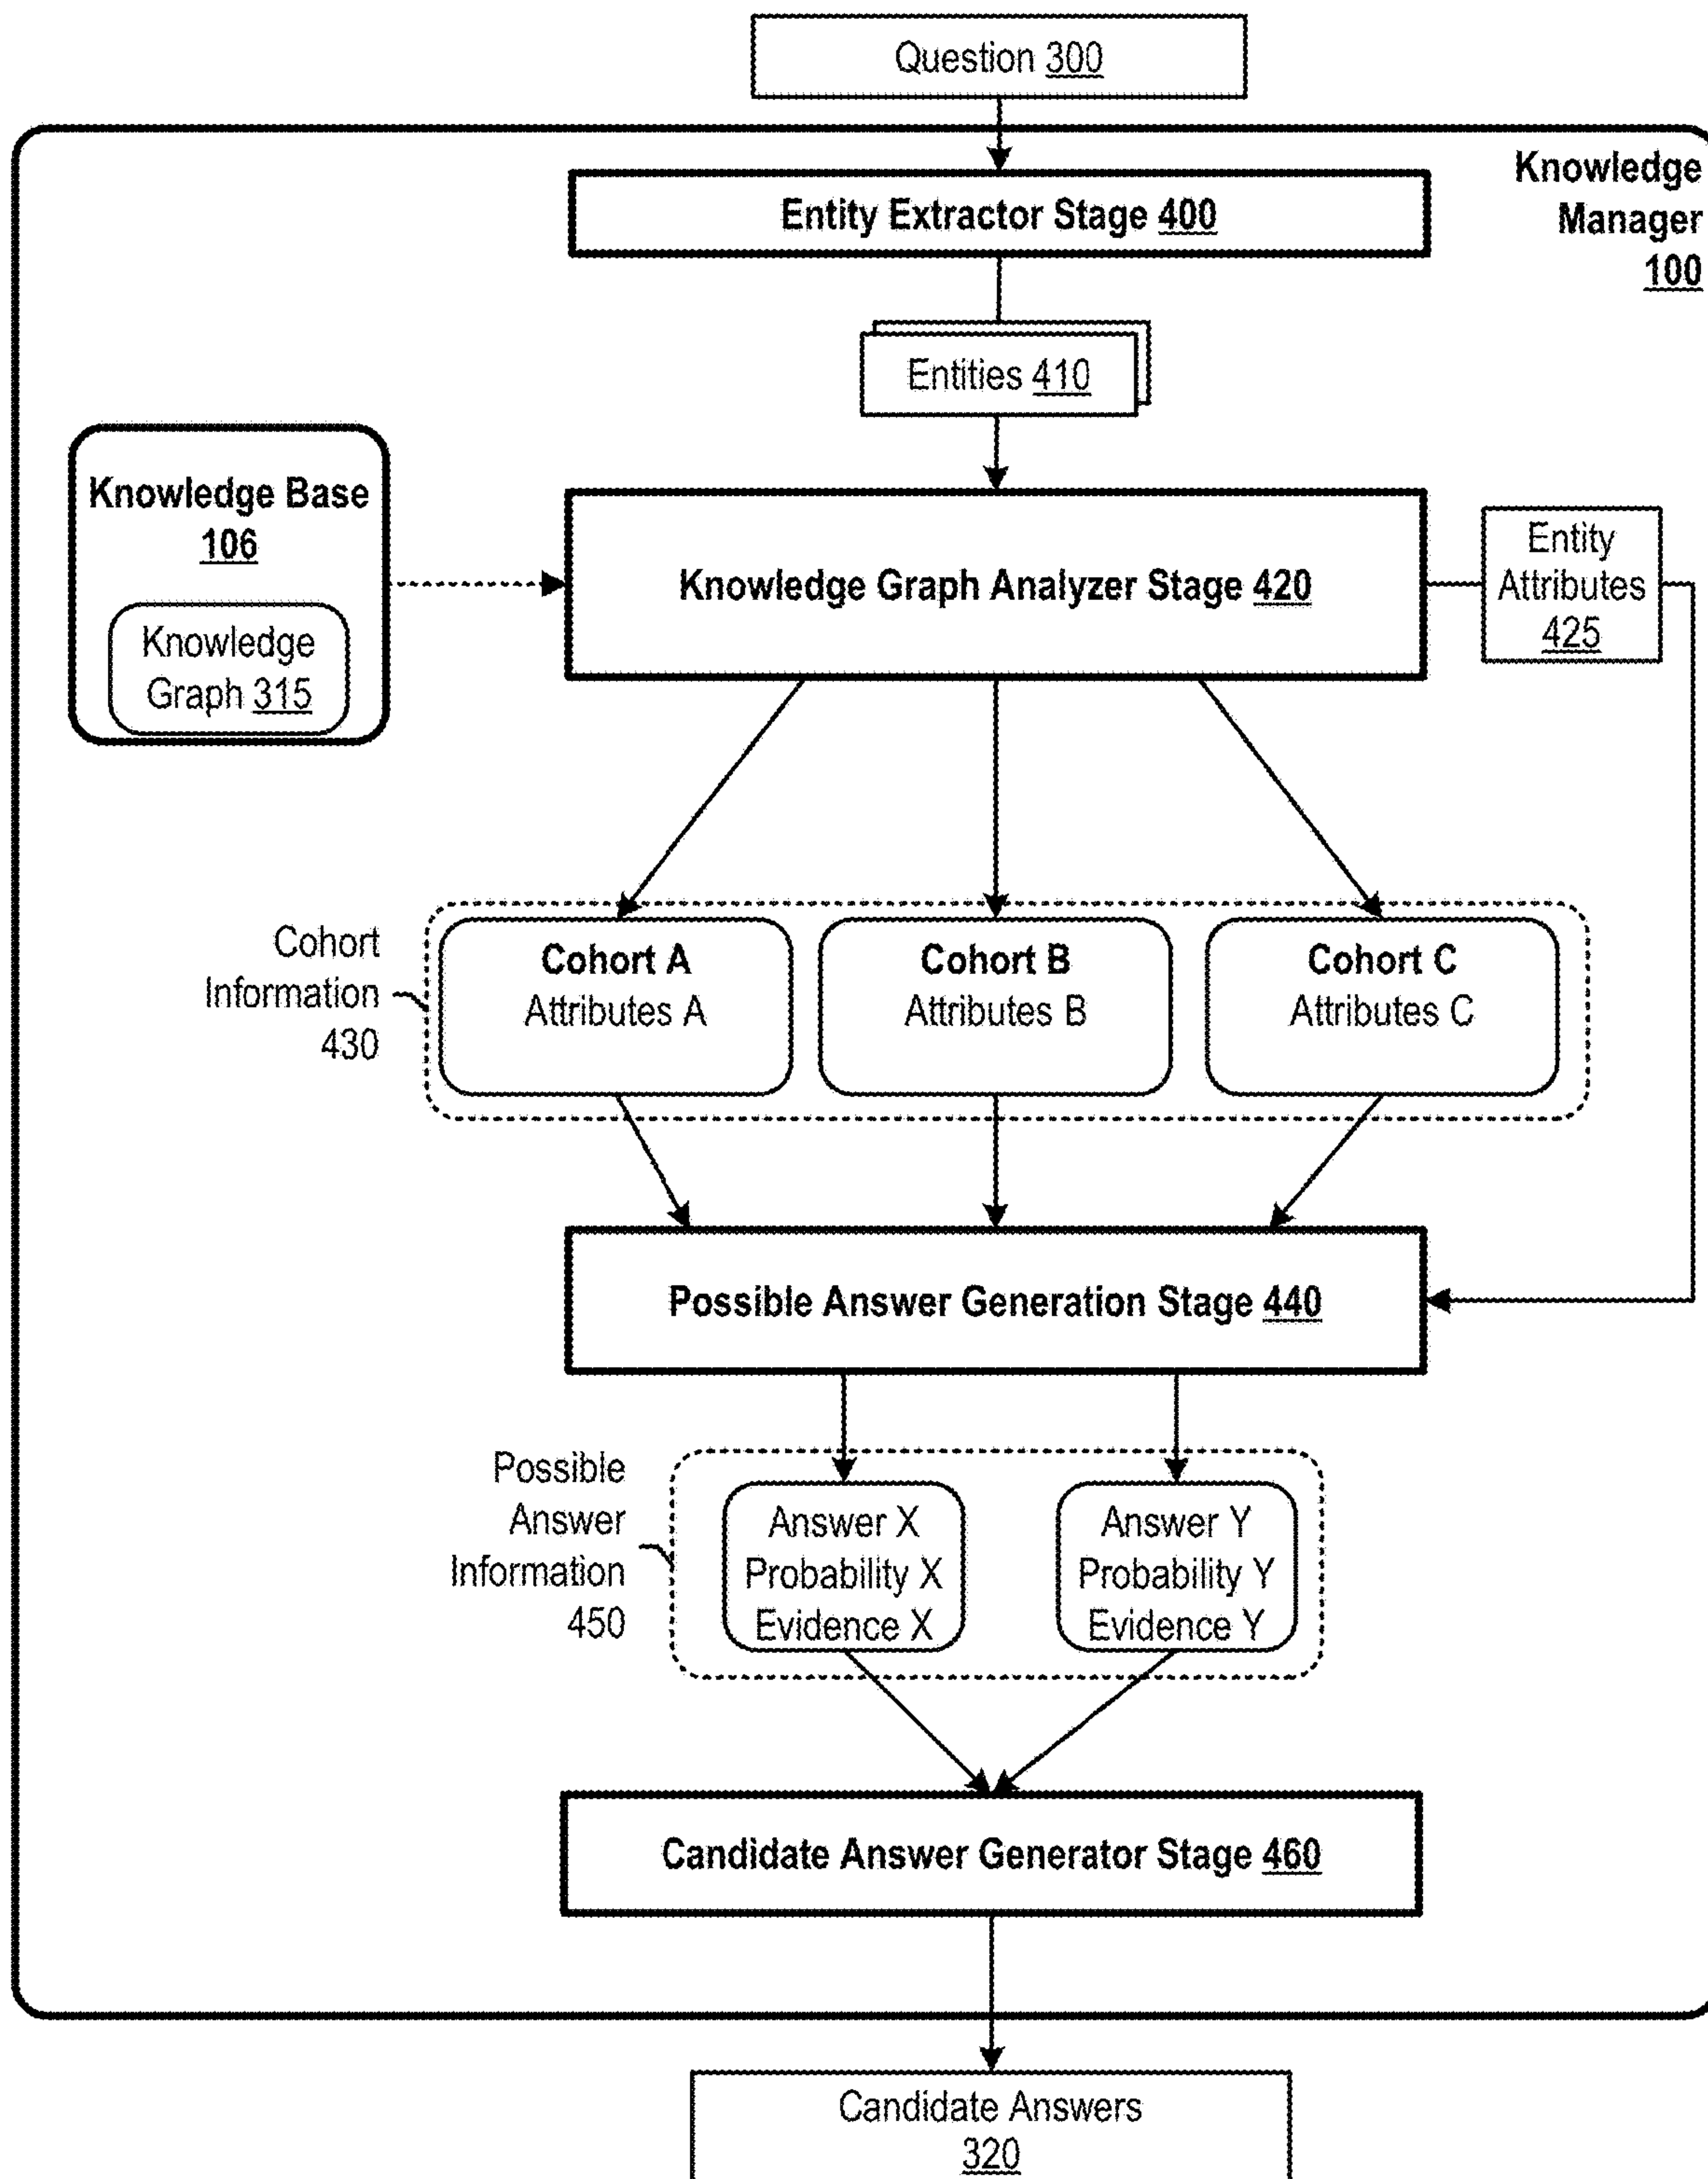 Question 300
Knowledge
Manager
100
Entity Extractor Stage 400
Entities 410
Knowledge Base
106
Knowledge
Graph 315
Knowledge Graph Analyzer Stage 420
Entity
Attributes
425
Cohort
Information
430
Cohort A
Attributes A
Cohort B
Attributes B
Cohort C
Attributes C
Possible Answer Generation Stage 440
Possible
Answer
Information
450
Answer X
Probability X
Evidence X
Answer Y
Probability Y
Evidence Y
Candidate Answer Generator Stage 460
Candidate Answers
320